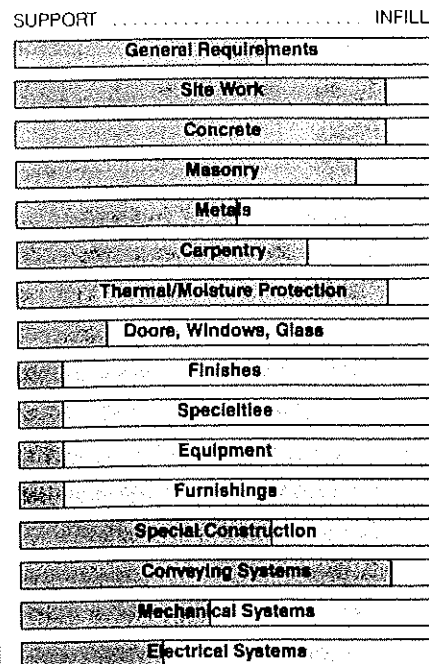 SUPPORT ........................ INFILL
General Requirements
Site Work
Concrete
Masonry
Metals
Carpentry
Thermal/Moisture Protection
Doors, Windows, Glass
Finishes
Specialties
Equipment
Furnishings
Special Construction
Conveying Systems
Mechanical Systems
Electrical Systems